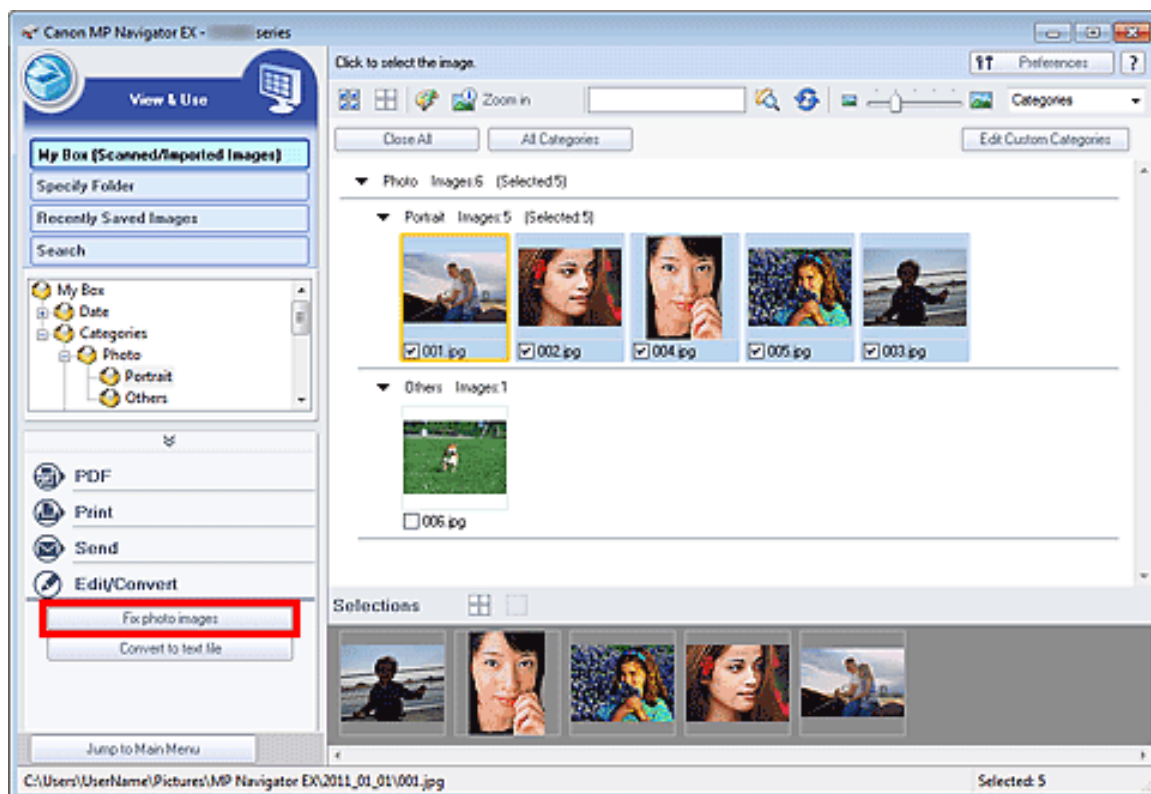 Canon MP Navigator EX - series
View & Use
My Box (Scanned/Imported Images)
Specify Folder
Recently Saved Images
Search
My Box
Date
Categories
Photo
Portrait
Others
PDF
Print
Send
Edit/Convert
Fix photo images
Convert to text file
Jump to Main Menu
Click to select the image.
Preferences
?
Zoom in
Categories
Close All
All Categories
Edit Custom Categories
Photo Images:6 (Selected:5)
Portrait Images:5 (Selected:5)
001.jpg
002.jpg
004.jpg
005.jpg
003.jpg
Others Images:1
006.jpg
Selections
C:\Users\UserName\Pictures\MP Navigator EX\2011_01_01\001.jpg
Selected: 5